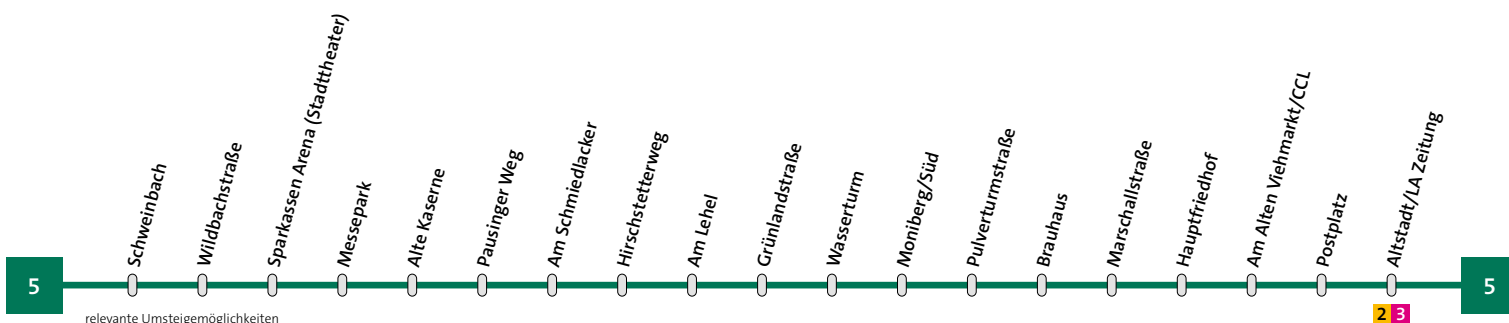 5
Schweinbach
Wildbachstraße
Sparkassen Arena (Stadttheater)
Messepark
Alte Kaserne
Pausinger Weg
Am Schmiedlacker
Hirschstetterweg
Am Lehel
Grünlandstraße
Wasserturm
Moniberg/Süd
Pulverturmstraße
Brauhaus
Marschallstraße
Hauptfriedhof
Am Alten Viehmarkt/CCL
Postplatz
Altstadt/LA Zeitung
5
relevante Umsteigemöglichkeiten
2 3